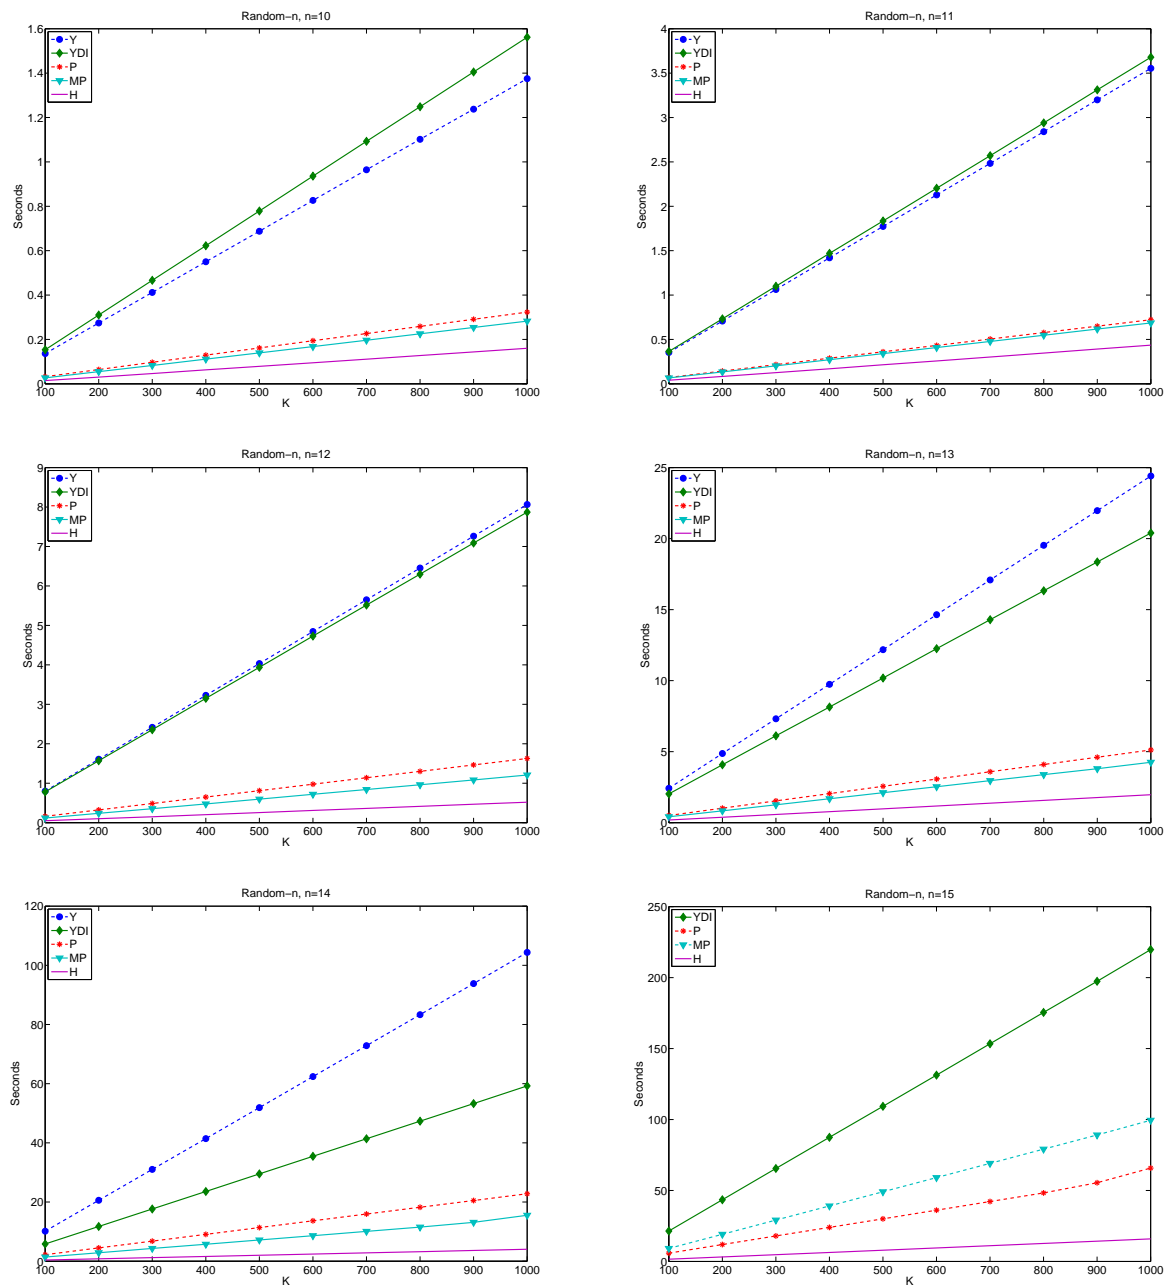 Random−n, n=10
1.6
1.4
1.2
1
0.8
0.6
0.4
0.2
0
Seconds
Y
YDI
P
MP
H
100 200 300 400 500 600 700 800 900 1000
K
Random−n, n=11
4
3.5
3
2.5
2
1.5
1
0.5
0
Seconds
Y
YDI
P
MP
H
100 200 300 400 500 600 700 800 900 1000
K
Random−n, n=12
9
8
7
6
5
4
3
2
1
0
Seconds
Y
YDI
P
MP
H
100 200 300 400 500 600 700 800 900 1000
K
Random−n, n=13
25
20
15
10
5
0
Seconds
Y
YDI
P
MP
H
100 200 300 400 500 600 700 800 900 1000
K
Random−n, n=14
120
100
80
60
40
20
0
Seconds
Y
YDI
P
MP
H
100 200 300 400 500 600 700 800 900 1000
K
Random−n, n=15
250
200
150
100
50
0
Seconds
YDI
P
MP
H
100 200 300 400 500 600 700 800 900 1000
K